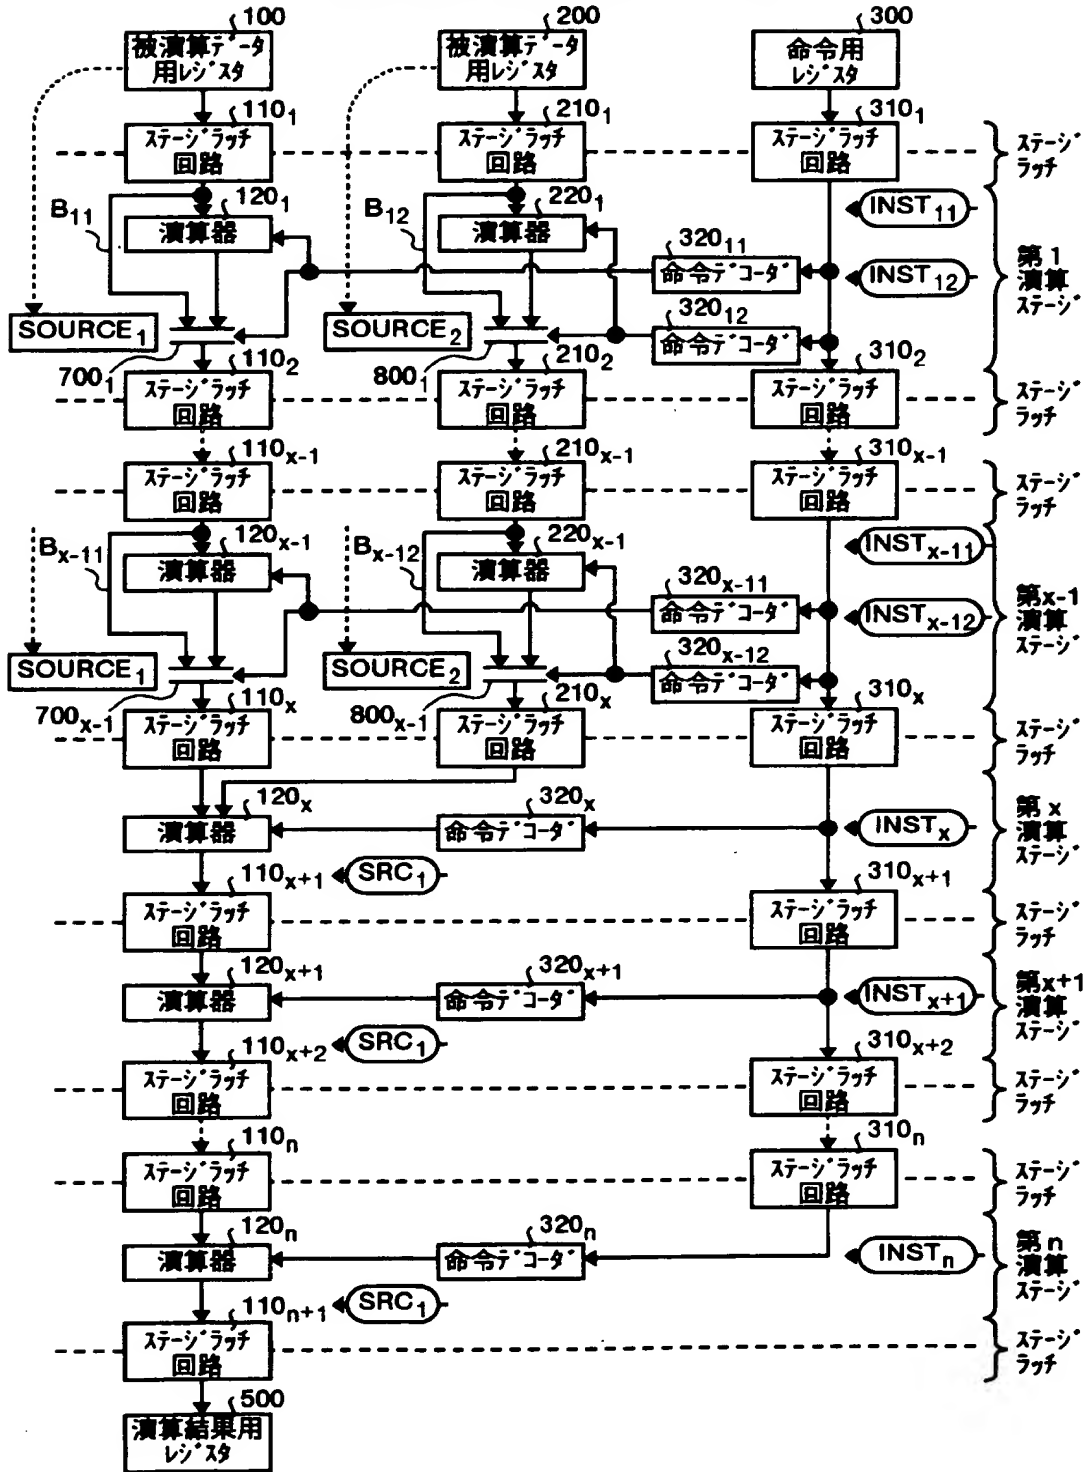 100
200
300
被演算データ
用レジスタ
被演算データ
用レジスタ
命令用
レジスタ
110₁
210₁
310₁
ステージラッチ
回路
ステージラッチ
回路
ステージラッチ
回路
ステージ
ラッチ
B₁₁
120₁
B₁₂
220₁
INST₁₁
演算器
演算器
320₁₁
命令デコーダ
INST₁₂
第1
演算
ステージ
320₁₂
命令デコーダ
SOURCE₁
SOURCE₂
700₁
110₂
800₁
210₂
310₂
ステージラッチ
回路
ステージラッチ
回路
ステージラッチ
回路
ステージ
ラッチ
110ₓ₋₁
210ₓ₋₁
310ₓ₋₁
ステージラッチ
回路
ステージラッチ
回路
ステージラッチ
回路
ステージ
ラッチ
Bₓ₋₁₁
120ₓ₋₁
Bₓ₋₁₂
220ₓ₋₁
INSTₓ₋₁₁
演算器
演算器
320ₓ₋₁₁
命令デコーダ
INSTₓ₋₁₂
第x-1
演算
ステージ
320ₓ₋₁₂
命令デコーダ
SOURCE₁
SOURCE₂
700ₓ₋₁
110ₓ
800ₓ₋₁
210ₓ
310ₓ
ステージラッチ
回路
ステージラッチ
回路
ステージラッチ
回路
ステージ
ラッチ
120ₓ
320ₓ
演算器
命令デコーダ
INSTₓ
第x
演算
ステージ
110ₓ₊₁
SRC₁
310ₓ₊₁
ステージラッチ
回路
ステージラッチ
回路
ステージ
ラッチ
120ₓ₊₁
320ₓ₊₁
演算器
命令デコーダ
INSTₓ₊₁
第x+1
演算
ステージ
110ₓ₊₂
SRC₁
310ₓ₊₂
ステージラッチ
回路
ステージラッチ
回路
ステージ
ラッチ
110ₙ
310ₙ
ステージラッチ
回路
ステージラッチ
回路
ステージ
ラッチ
120ₙ
320ₙ
演算器
命令デコーダ
INSTₙ
第n
演算
ステージ
110ₙ₊₁
SRC₁
ステージラッチ
回路
ステージ
ラッチ
500
演算結果用
レジスタ